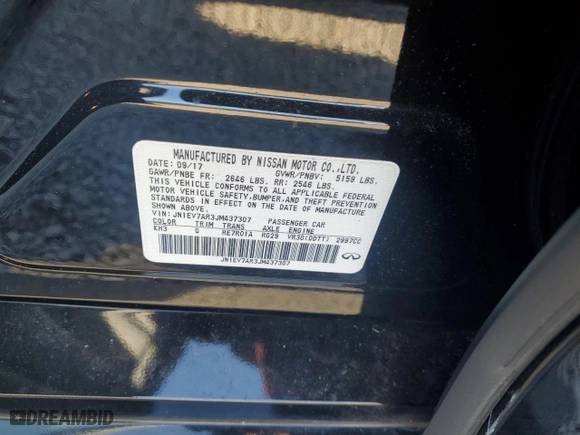 MANUFACTURED BY NISSAN MOTOR CO.,LTD.
DATE: 09/17 GVWR/PNBV: 5159 LBS.
GAWR/PNBE FR: 2646 LBS. RR: 2546 LBS.
THIS VEHICLE CONFORMS TO ALL APPLICABLE FEDERAL
MOTOR VEHICLE SAFETY,BUMPER,AND THEFT PREVENTION
STANDARDS IN EFFECT ON THE DATE OF MANUFACTURE
SHOWN ABOVE.
VIN: JN1EV7AR3JM437307 PASSENGER CAR
COLOR TRIM TRANS AXLE ENGINE
KH3 G RE7R01A RG29 VR30(DDTT) 2997CC
JN1EV7AR3JM437307
DREAMBID